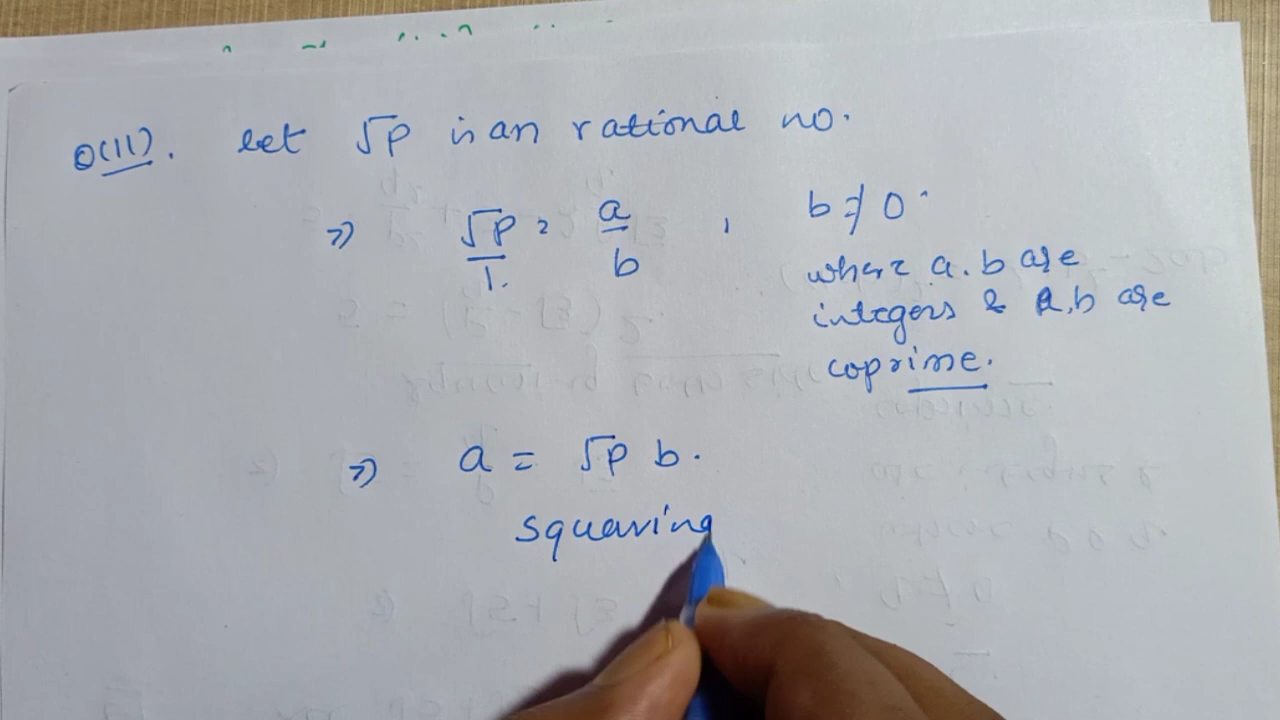 Q(11). let √p is an rational no.
⇒ √p/1. = a/b , b ≠ 0.
where a.b are
integers & a,b are
coprime.
⇒ a = √p b.
squaring